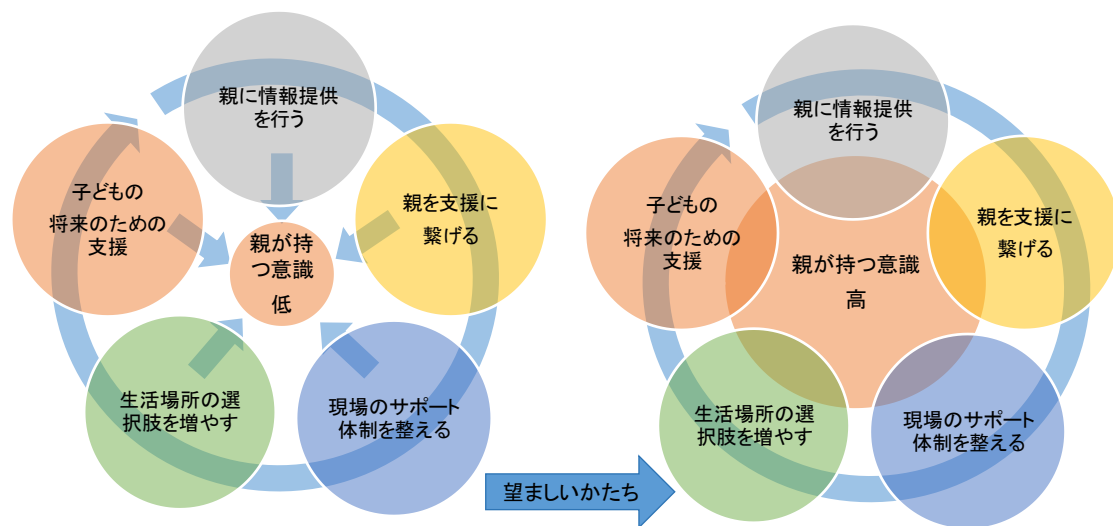 親に情報提供
を行う
子どもの
将来のための
支援
親を支援に
繋げる
親が持
つ意識
低
生活場所の選
択肢を増やす
現場のサポート
体制を整える
望ましいかたち
親に情報提供
を行う
子どもの
将来のための
支援
親を支援に
繋げる
親が持つ意識
高
生活場所の選
択肢を増やす
現場のサポート
体制を整える